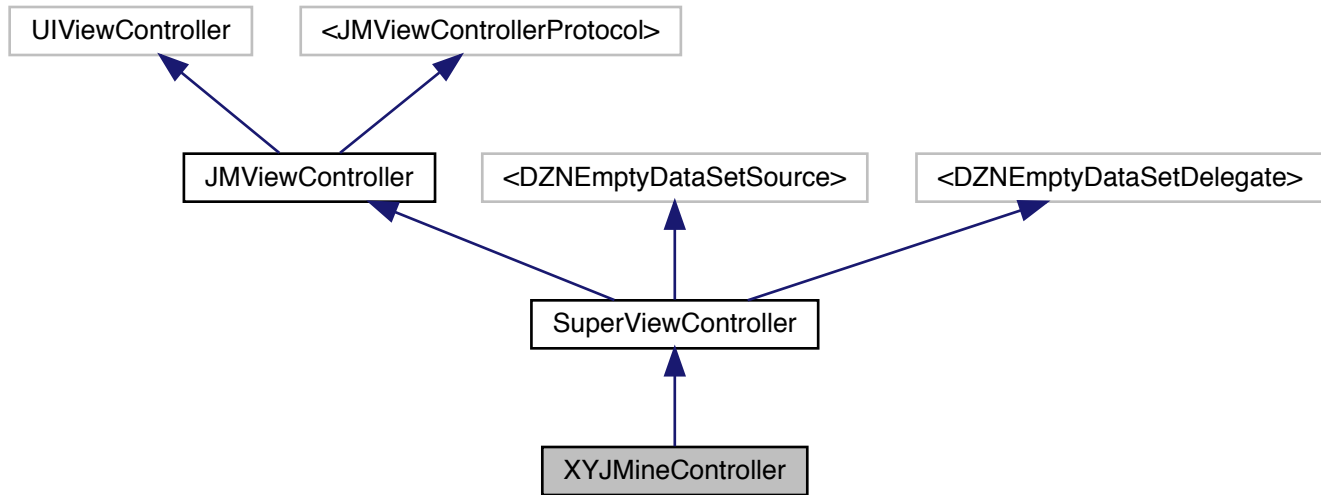 UIViewController
<JMViewControllerProtocol>
JMViewController
<DZNEmptyDataSetSource>
<DZNEmptyDataSetDelegate>
SuperViewController
XYJMineController